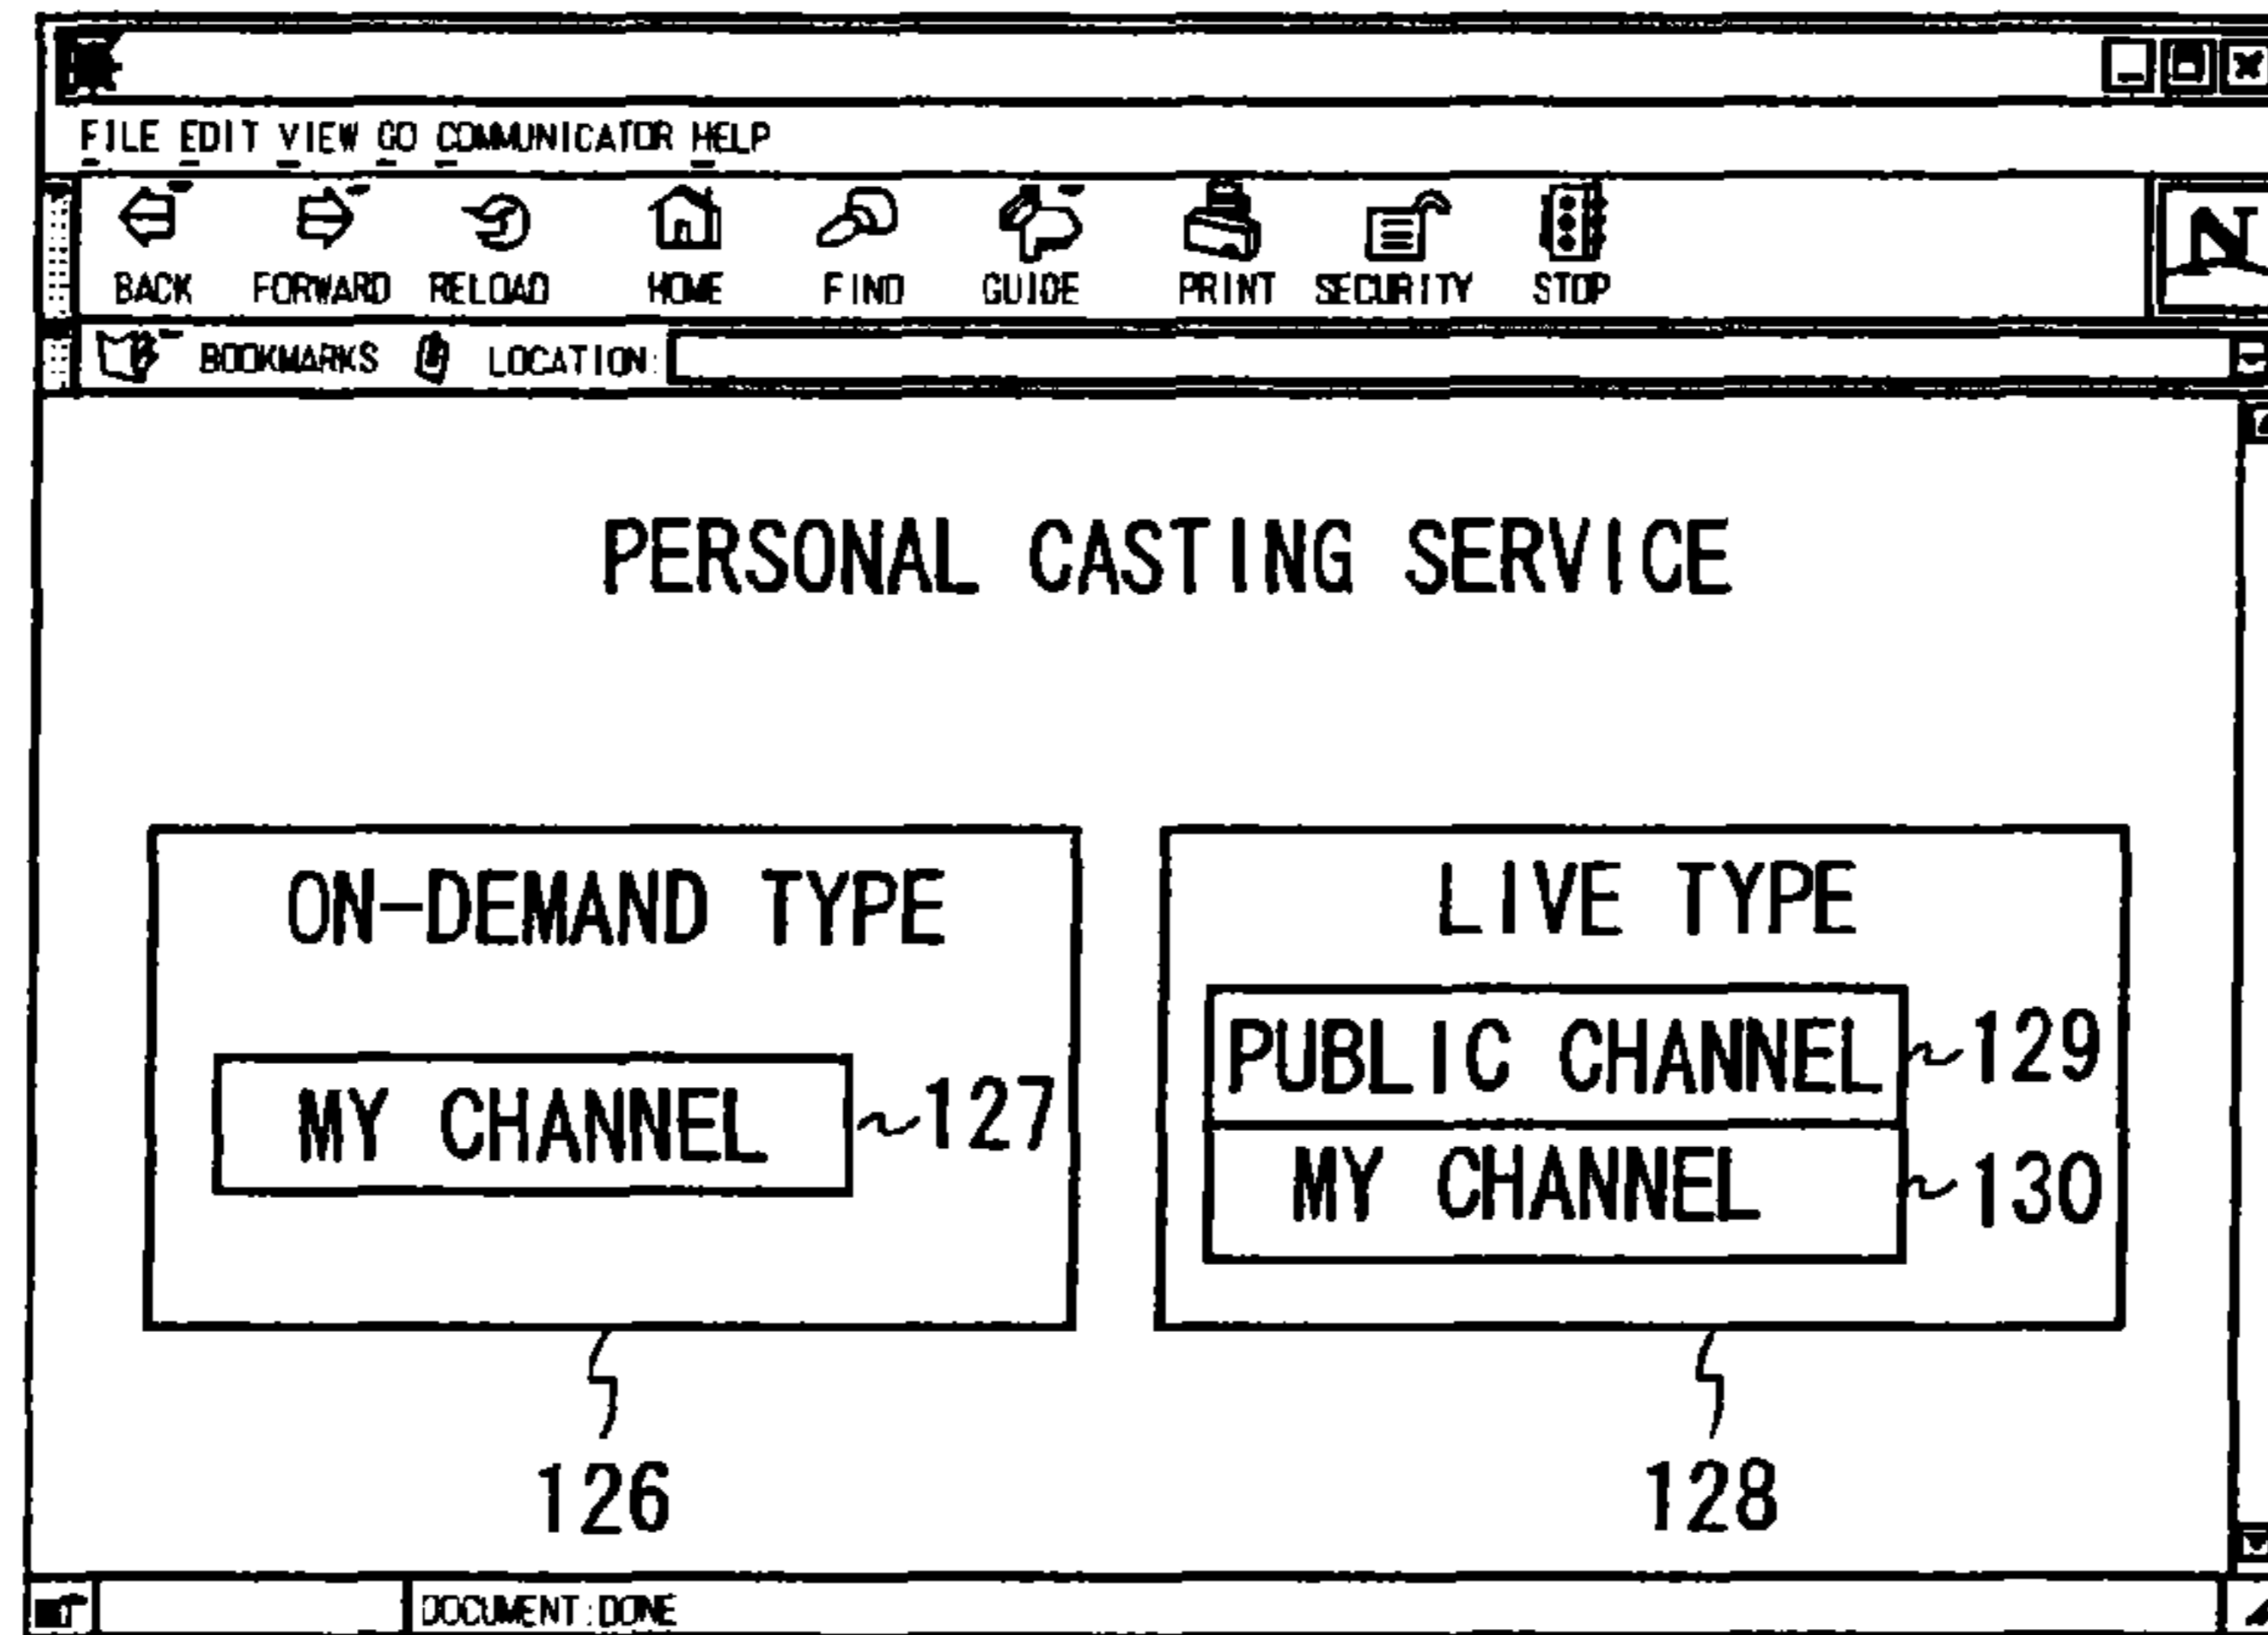 FILE EDIT VIEW GO COMMUNICATOR HELP
BACK FORWARD RELOAD HOME FIND GUIDE PRINT SECURITY STOP
N
BOOKMARKS LOCATION:
PERSONAL CASTING SERVICE
ON-DEMAND TYPE
MY CHANNEL 127
126
LIVE TYPE
PUBLIC CHANNEL 129
MY CHANNEL 130
128
DOCUMENT:DONE